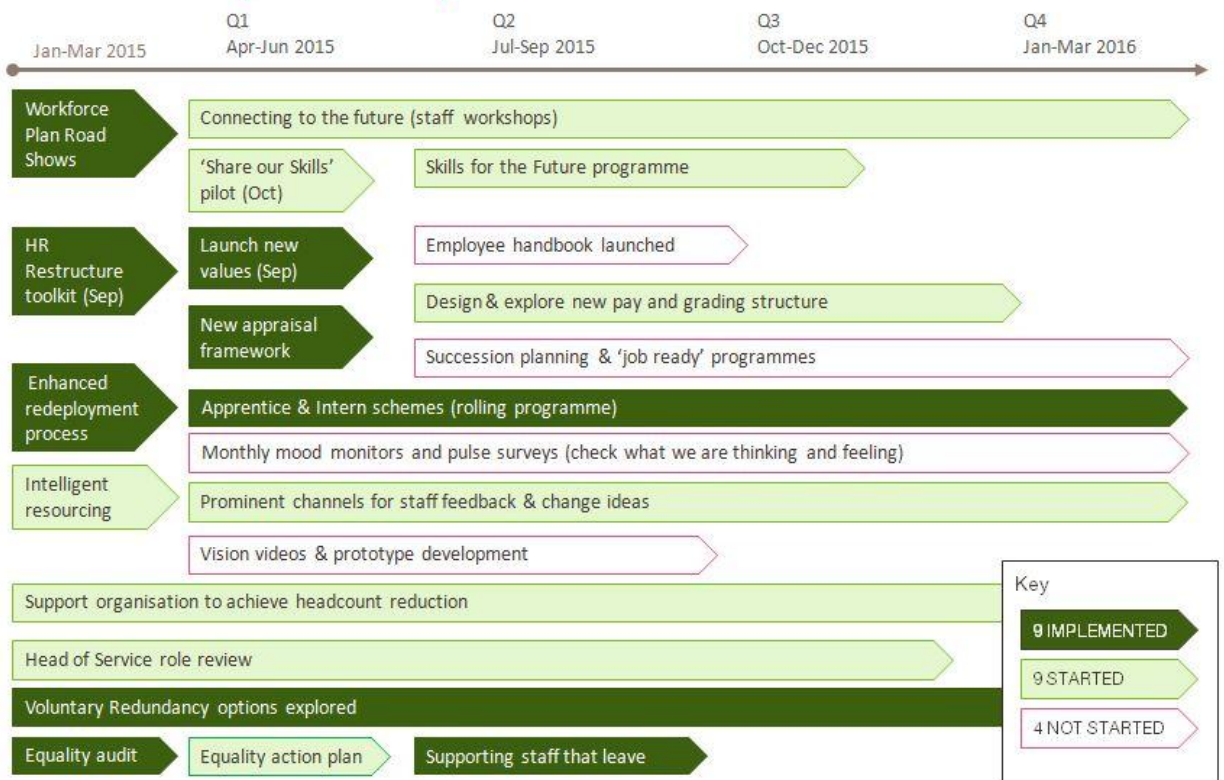 Q1
Q2
Q3
Q4
Jan-Mar 2015
Apr-Jun 2015
Jul-Sep 2015
Oct-Dec 2015
Jan-Mar 2016
Workforce
Plan Road
Shows
Connecting to the future (staff workshops)
‘Share our Skills’
pilot (Oct)
Skills for the Future programme
HR
Restructure
toolkit (Sep)
Launch new
values (Sep)
Employee handbook launched
Design & explore new pay and grading structure
New appraisal
framework
Succession planning & ‘job ready’ programmes
Enhanced
redeployment
process
Apprentice & Intern schemes (rolling programme)
Monthly mood monitors and pulse surveys (check what we are thinking and feeling)
Intelligent
resourcing
Prominent channels for staff feedback & change ideas
Vision videos & prototype development
Support organisation to achieve headcount reduction
Head of Service role review
Voluntary Redundancy options explored
Equality audit
Equality action plan
Supporting staff that leave
Key
9 IMPLEMENTED
9 STARTED
4 NOT STARTED